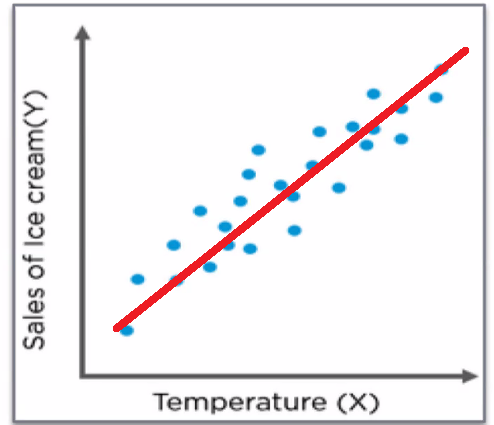 Sales of Ice cream(Y)
Temperature (X)